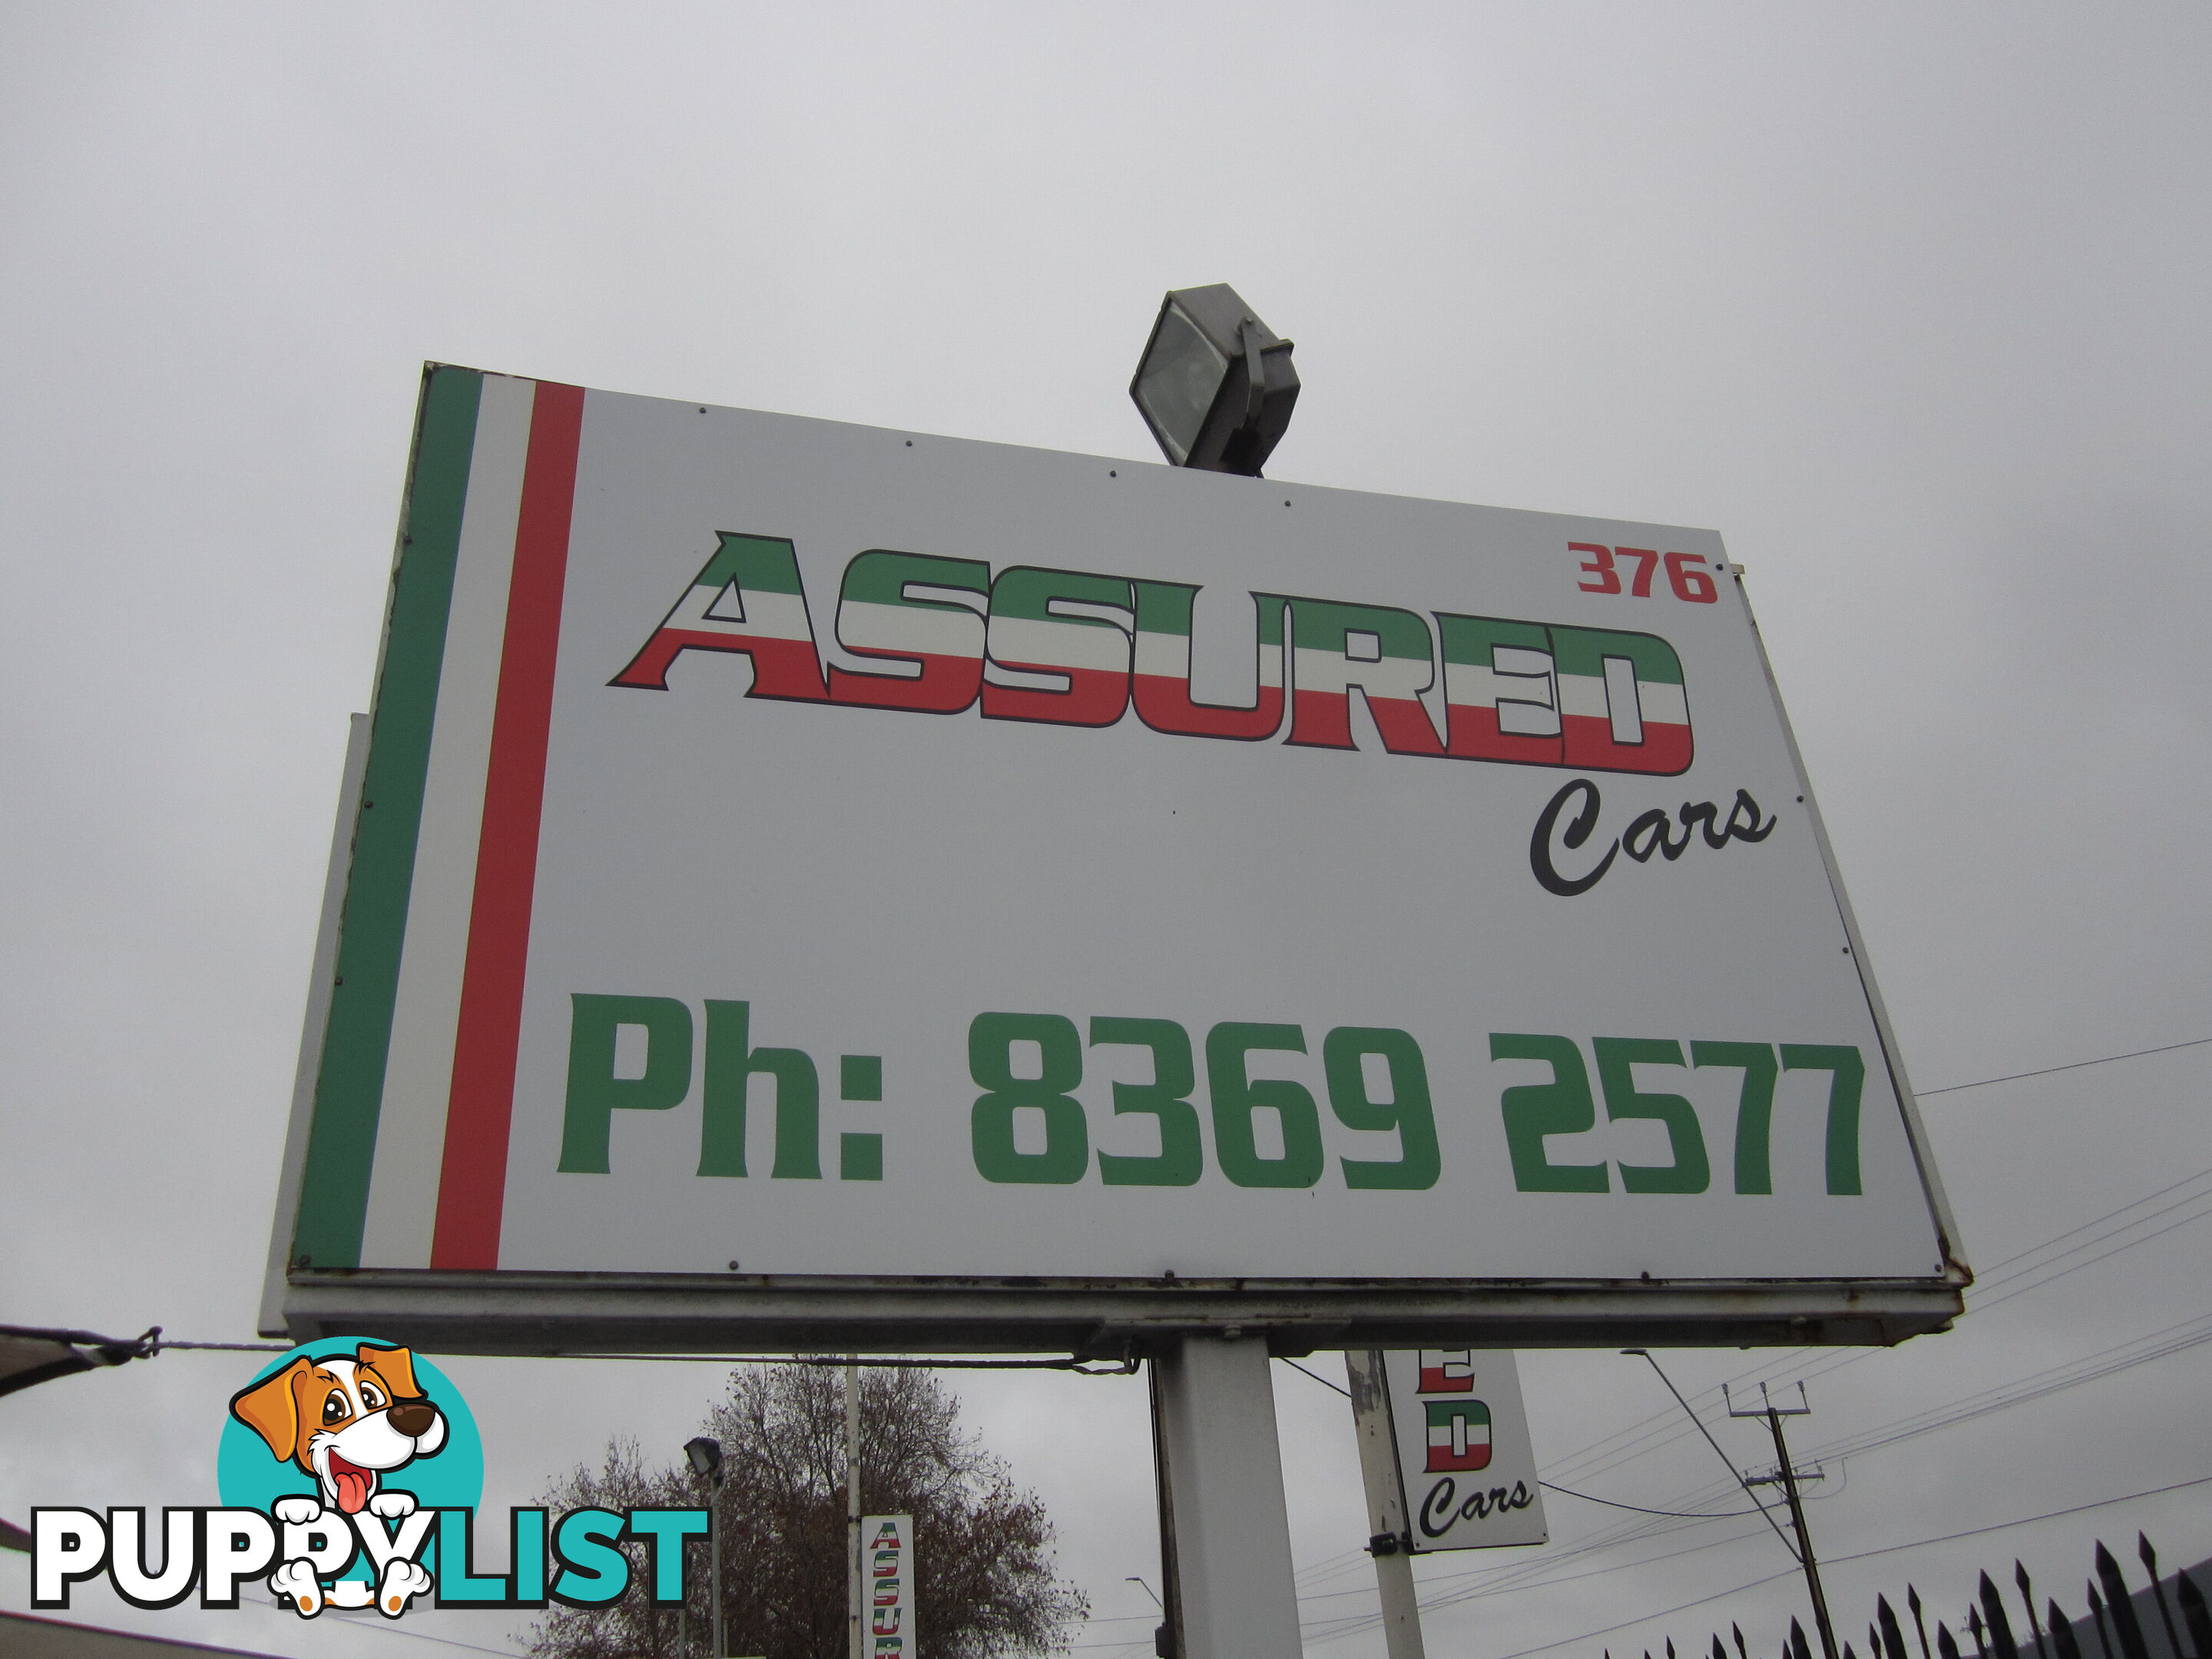 376
ASSURED
Cars
Ph: 8369 2577
ED
Cars
ASSUR
PUPPYLIST